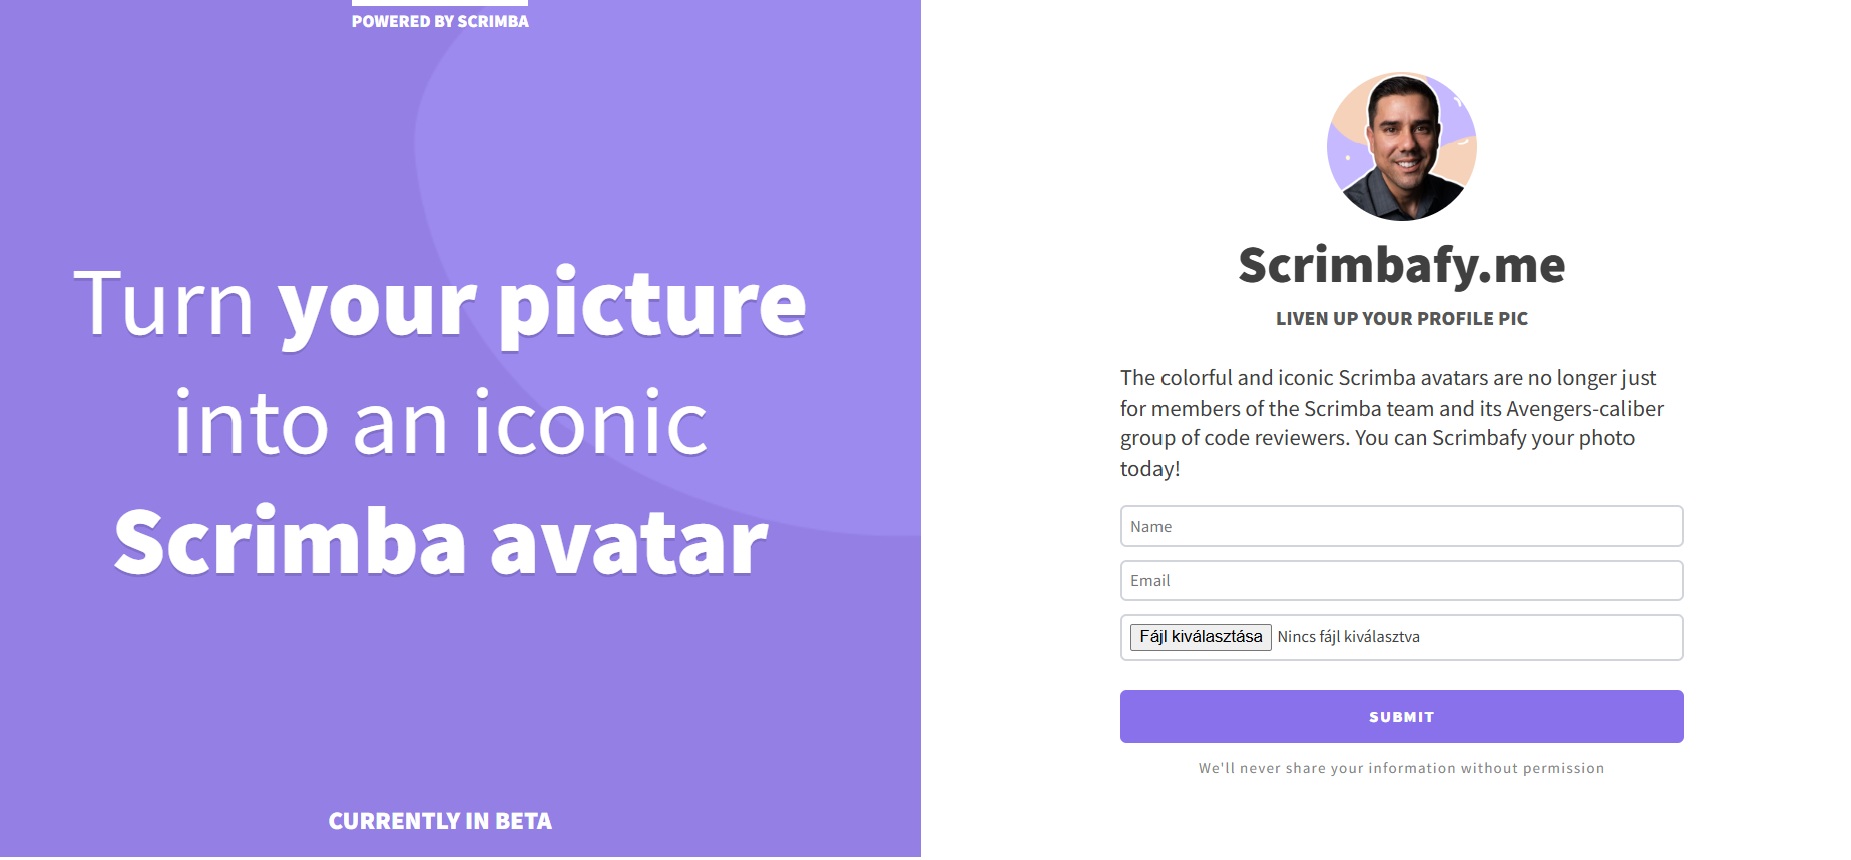 POWERED BY SCRIMBA
Turn your picture
into an iconic
Scrimba avatar
CURRENTLY IN BETA
Scrimbafy.me
LIVEN UP YOUR PROFILE PIC
The colorful and iconic Scrimba avatars are no longer just
for members of the Scrimba team and its Avengers-caliber
group of code reviewers. You can Scrimbafy your photo
today!
Name
Email
Fájl kiválasztása Nincs fájl kiválasztva
SUBMIT
We'll never share your information without permission